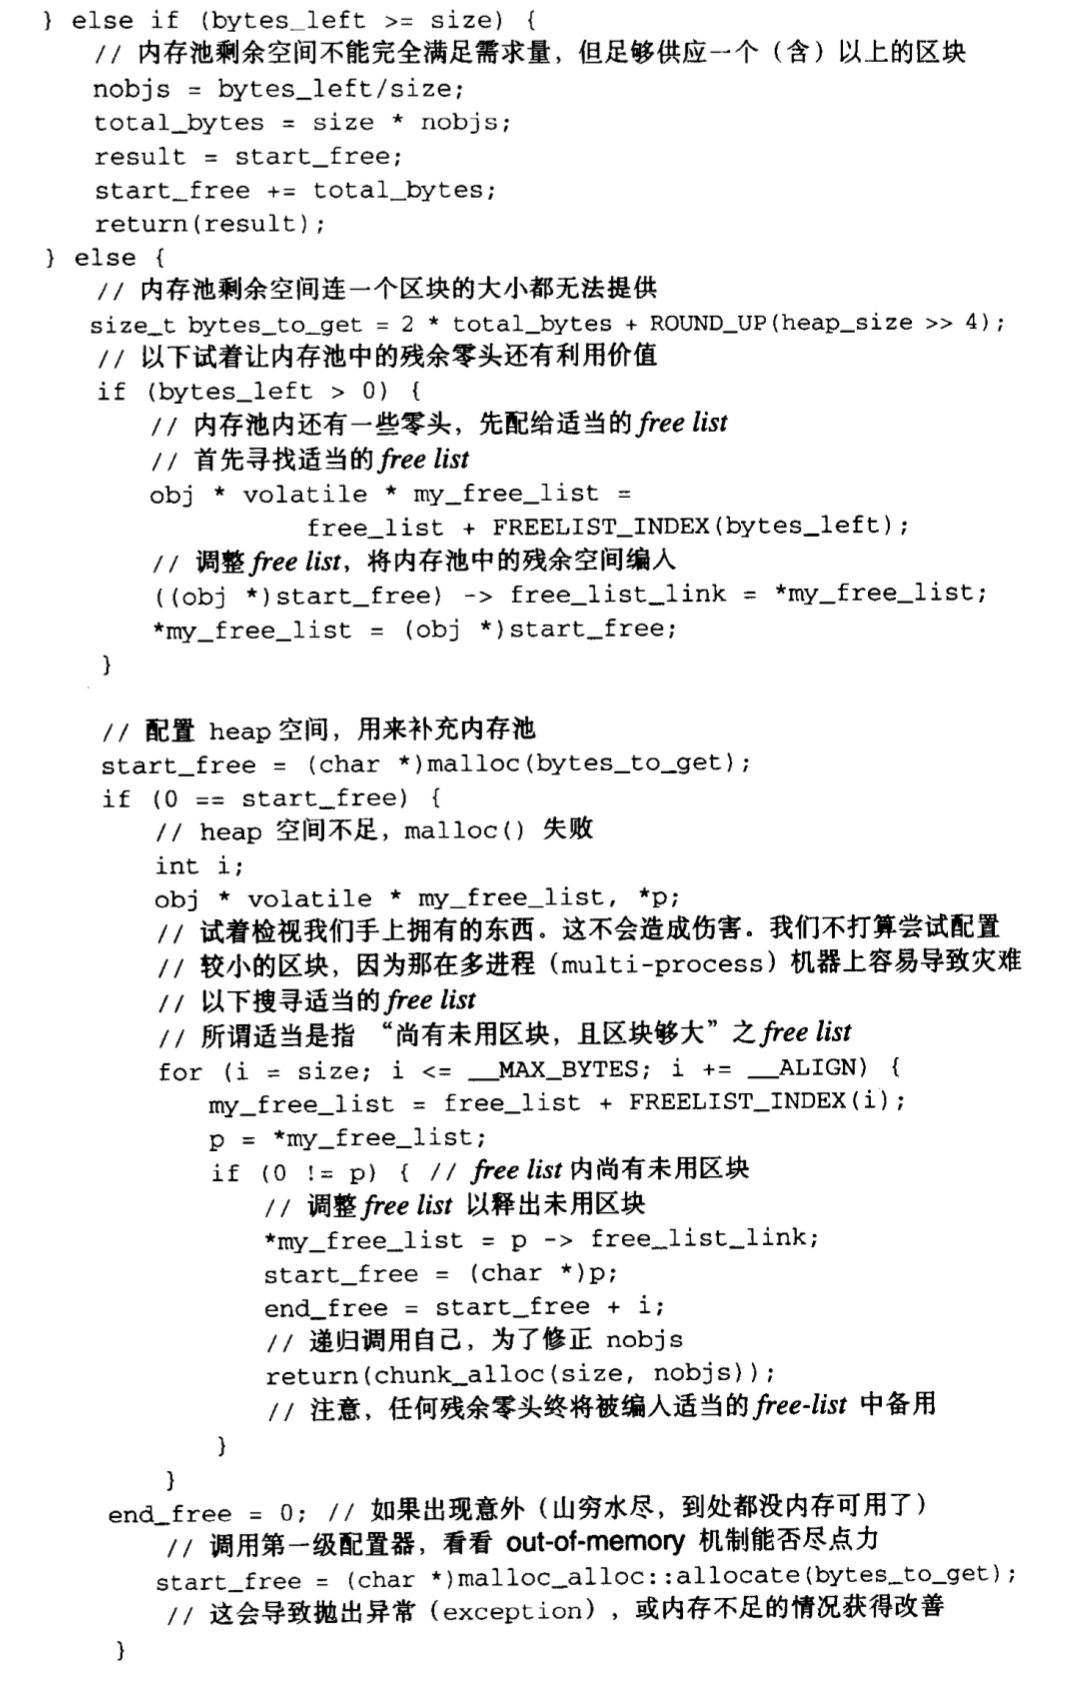 } else if (bytes_left >= size) {
// 内存池剩余空间不能完全满足需求量，但足够供应一个（含）以上的区块
nobjs = bytes_left/size;
total_bytes = size * nobjs;
result = start_free;
start_free += total_bytes;
return(result);
} else {
// 内存池剩余空间连一个区块的大小都无法提供
size_t bytes_to_get = 2 * total_bytes + ROUND_UP(heap_size >> 4);
// 以下试着让内存池中的残余零头还有利用价值
if (bytes_left > 0) {
// 内存池内还有一些零头，先配给适当的 free list
// 首先寻找适当的 free list
obj * volatile * my_free_list =
free_list + FREELIST_INDEX(bytes_left);
// 调整 free list，将内存池中的残余空间编入
((obj *)start_free) -> free_list_link = *my_free_list;
*my_free_list = (obj *)start_free;
}
// 配置 heap 空间，用来补充内存池
start_free = (char *)malloc(bytes_to_get);
if (0 == start_free) {
// heap 空间不足，malloc() 失败
int i;
obj * volatile * my_free_list, *p;
// 试着检视我们手上拥有的东西。这不会造成伤害。我们不打算尝试配置
// 较小的区块，因为那在多进程（multi-process）机器上容易导致灾难
// 以下搜寻适当的 free list
// 所谓适当是指 “尚有未用区块，且区块够大” 之 free list
for (i = size; i <= __MAX_BYTES; i += __ALIGN) {
my_free_list = free_list + FREELIST_INDEX(i);
p = *my_free_list;
if (0 != p) { // free list 内尚有未用区块
// 调整 free list 以释出未用区块
*my_free_list = p -> free_list_link;
start_free = (char *)p;
end_free = start_free + i;
// 递归调用自己，为了修正 nobjs
return(chunk_alloc(size, nobjs));
// 注意，任何残余零头终将被编入适当的 free-list 中备用
}
}
end_free = 0; // 如果出现意外（山穷水尽，到处都没内存可用了）
// 调用第一级配置器，看看 out-of-memory 机制能否尽点力
start_free = (char *)malloc_alloc::allocate(bytes_to_get);
// 这会导致抛出异常（exception）, 或内存不足的情况获得改善
}